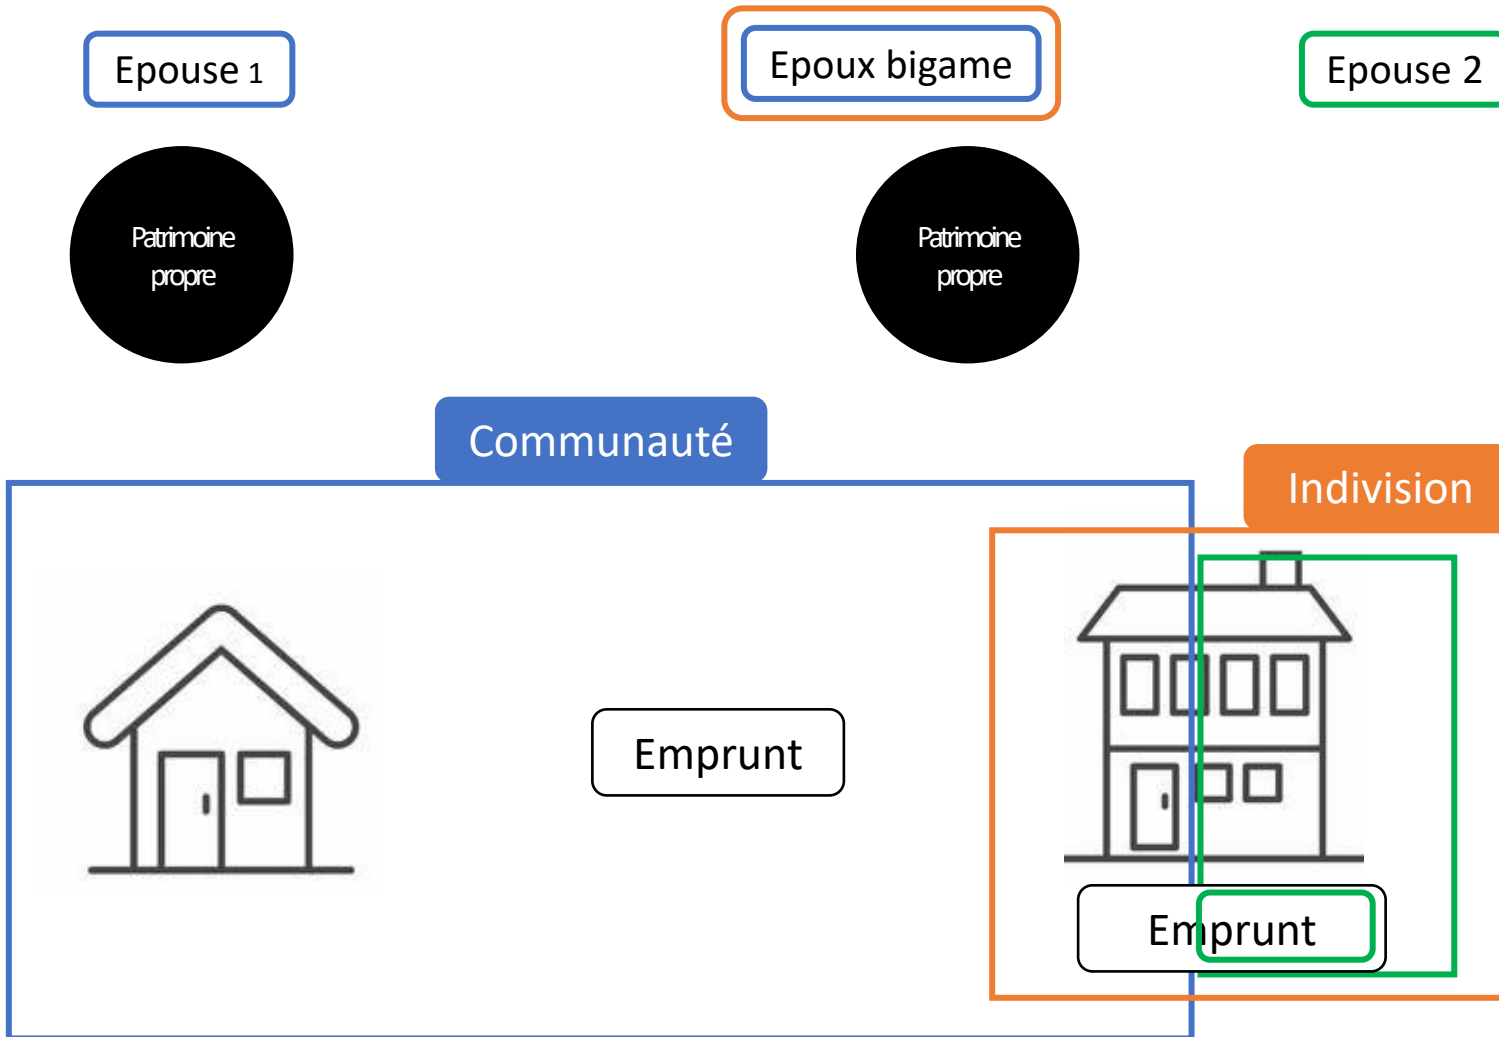 Epouse 1
Epoux bigame
Epouse 2
Patrimoine
propre
Patrimoine
propre
Communauté
Indivision
Emprunt
Emprunt